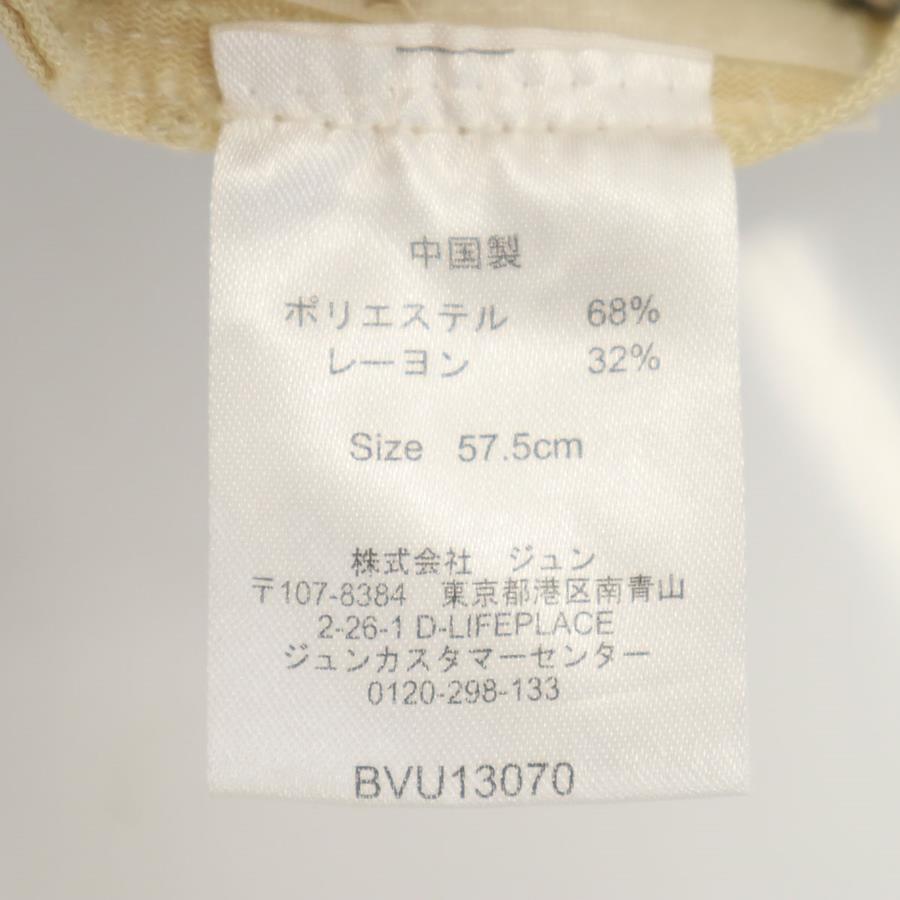 中国製
ポリエステル 68%
レーヨン 32%
Size 57.5cm
株式会社 ジュン
〒107-8384 東京都港区南青山
2-26-1 D-LIFEPLACE
ジュンカスタマーセンター
0120-298-133
BVU13070